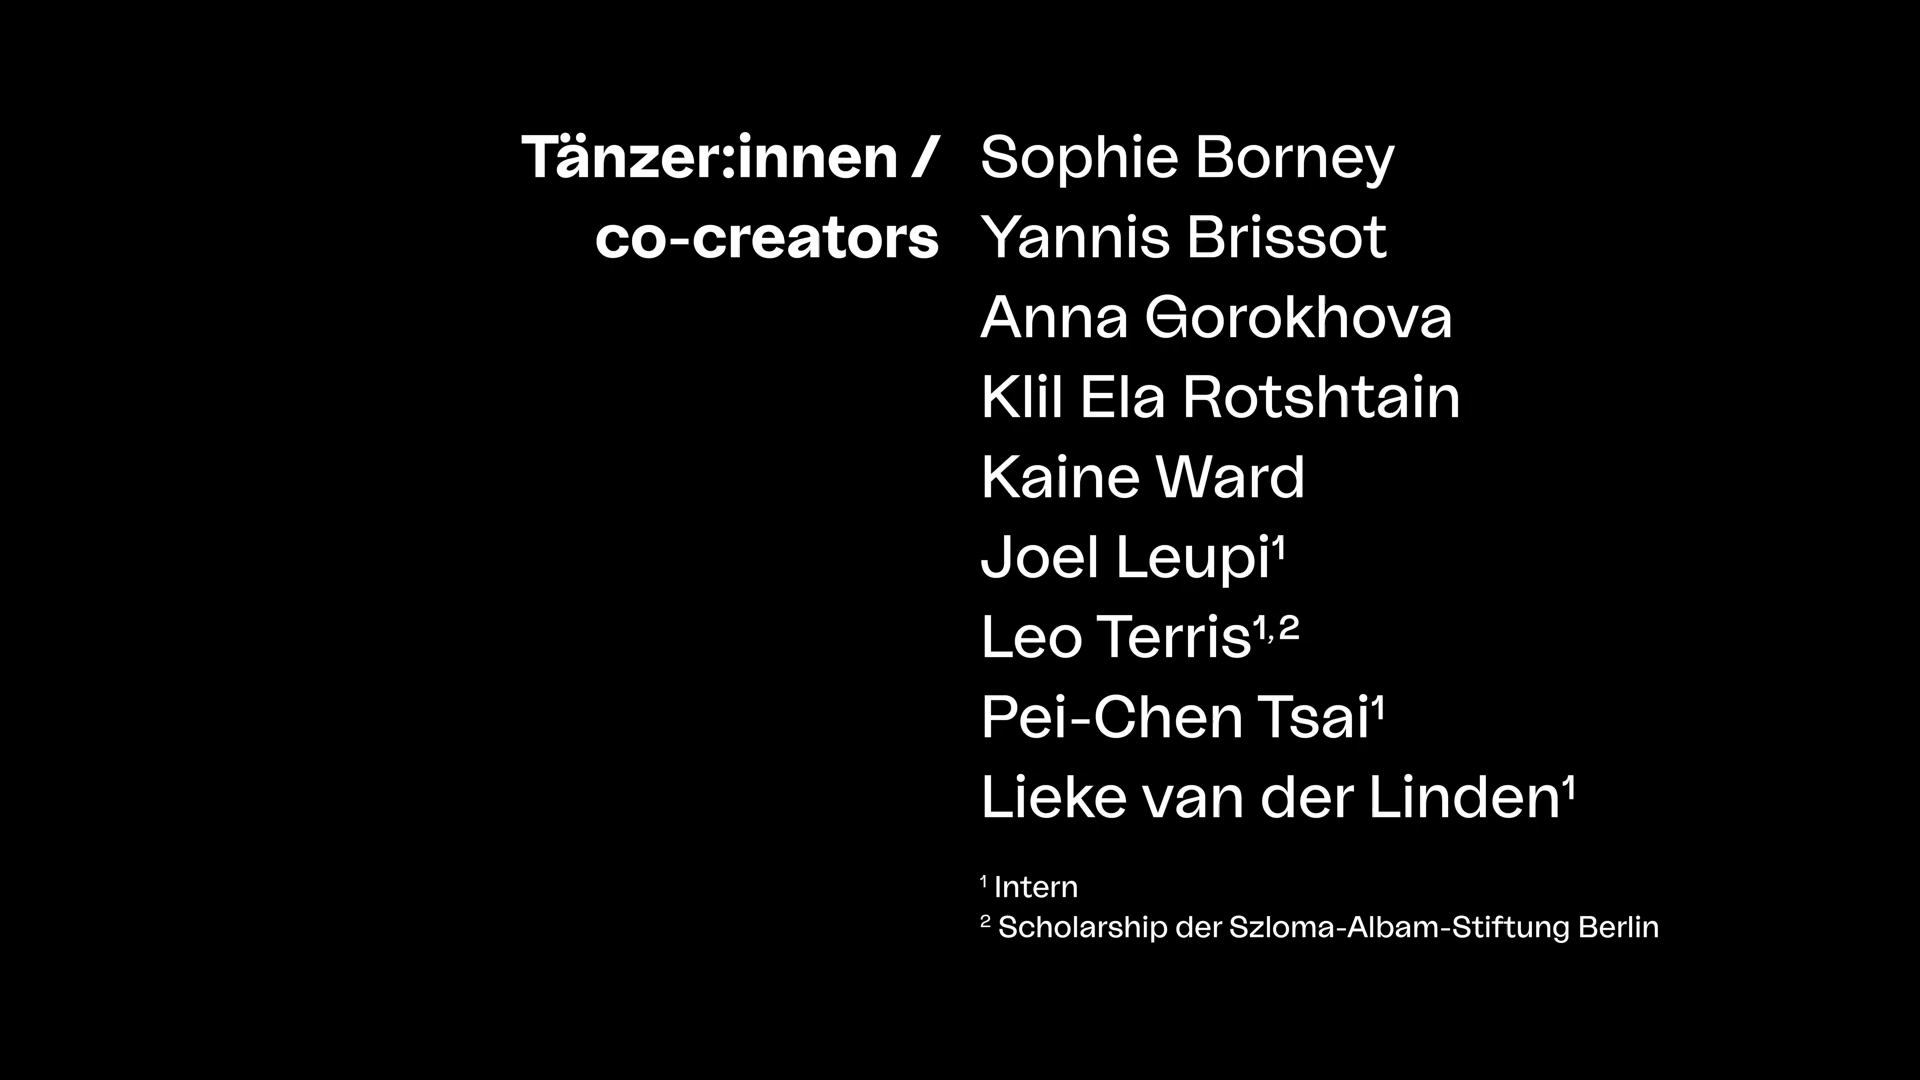 Tänzer:innen / Sophie Borney
co-creators Yannis Brissot
Anna Gorokhova
Klil Ela Rotshtain
Kaine Ward
Joel Leupi¹
Leo Terris¹,²
Pei-Chen Tsai¹
Lieke van der Linden¹
¹ Intern
² Scholarship der Szloma-Albam-Stiftung Berlin